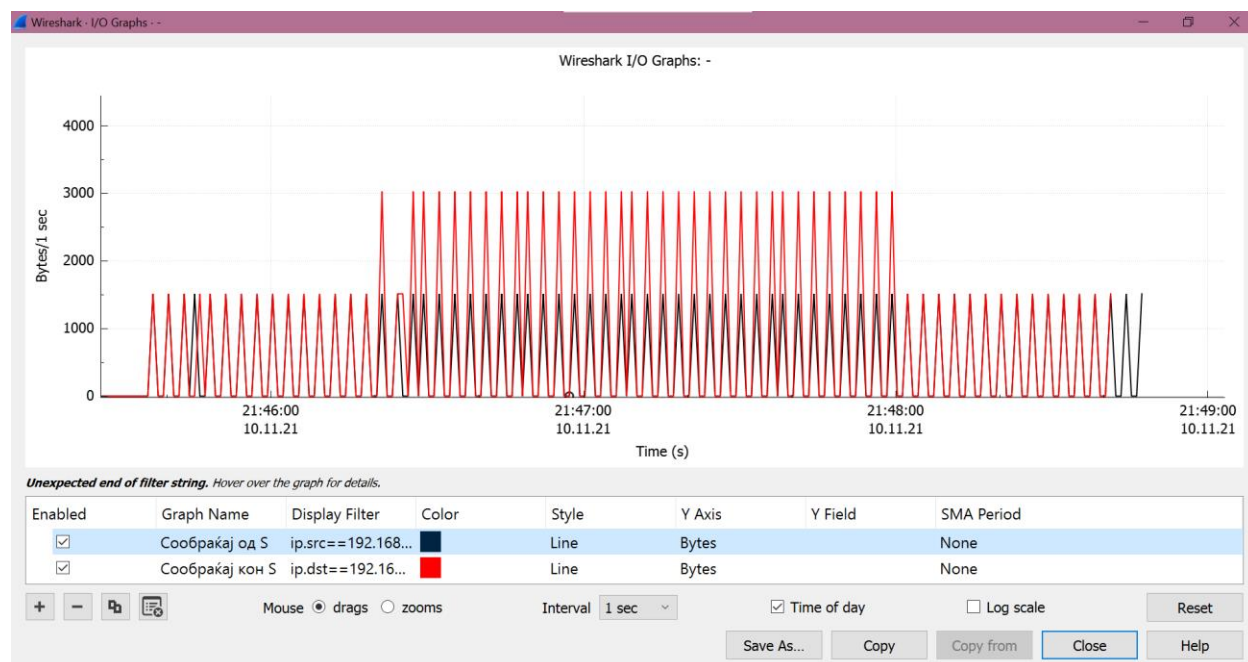 Wireshark · I/O Graphs · -
Wireshark I/O Graphs: -
4000
3000
2000
1000
0
Bytes/1 sec
21:46:00 21:47:00 21:48:00 21:49:00
10.11.21 10.11.21 10.11.21 10.11.21
Time (s)
Unexpected end of filter string. Hover over the graph for details.
Enabled Graph Name Display Filter Color Style Y Axis Y Field SMA Period
Сообраќај од S ip.src==192.168... Line Bytes None
Сообраќај кон S ip.dst==192.16... Line Bytes None
Mouse drags zooms Interval 1 sec Time of day Log scale Reset
Save As... Copy Copy from Close Help